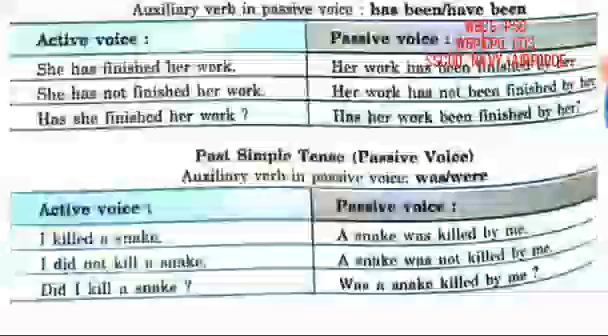 Auxiliary verb in passive voice : has been/have been
Active voice : Passive voice :
She has finished her work. Her work has been finished by her.
She has not finished her work. Her work has not been finished by her.
Has she finished her work ? Has her work been finished by her?
Past Simple Tense (Passive Voice)
Auxiliary verb in passive voice: was/were
Active voice : Passive voice :
I killed a snake. A snake was killed by me.
I did not kill a snake. A snake was not killed by me.
Did I kill a snake ? Was a snake killed by me ?